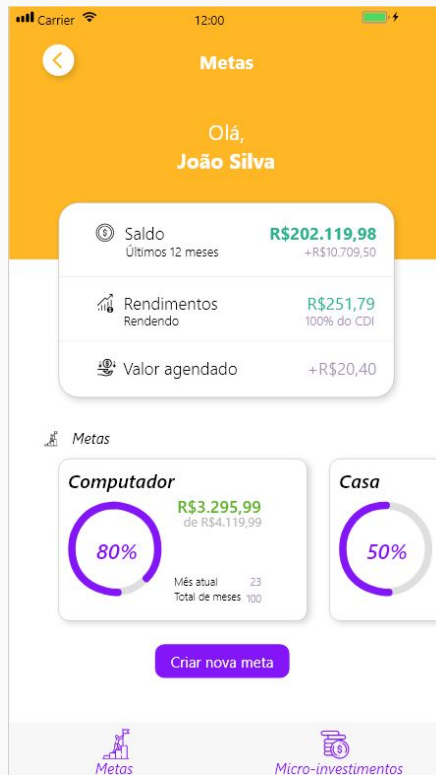 Carrier 12:00
Metas
Olá,
João Silva
Saldo R$202.119,98
Últimos 12 meses +R$10.709,50
Rendimentos R$251,79
Rendendo 100% do CDI
Valor agendado +R$20,40
Metas
Computador
R$3.295,99
de R$4.119,99
80%
Mês atual 23
Total de meses 100
Casa
50%
Criar nova meta
Metas Micro-investimentos